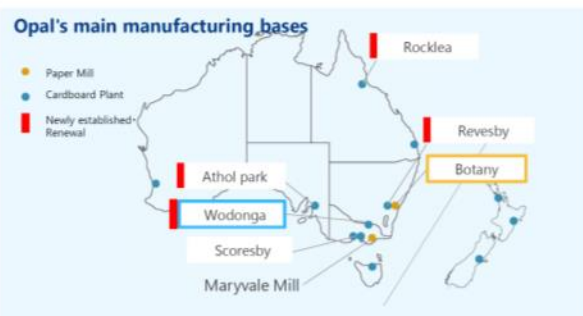 Opal's main manufacturing bases
Paper Mill
Cardboard Plant
Newly established·
Renewal
Rocklea
Revesby
Botany
Athol park
Wodonga
Scoresby
Maryvale Mill